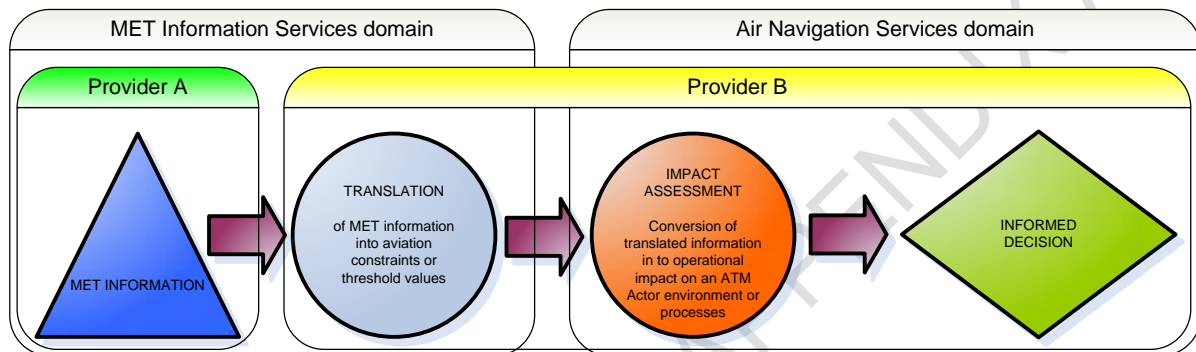 MET Information Services domain
Air Navigation Services domain
Provider A
Provider B
MET INFORMATION
TRANSLATION
of MET information
into aviation
constraints or
threshold values
IMPACT
ASSESSMENT
Conversion of
translated information
in to operational
impact on an ATM
Actor environment or
processes
INFORMED
DECISION